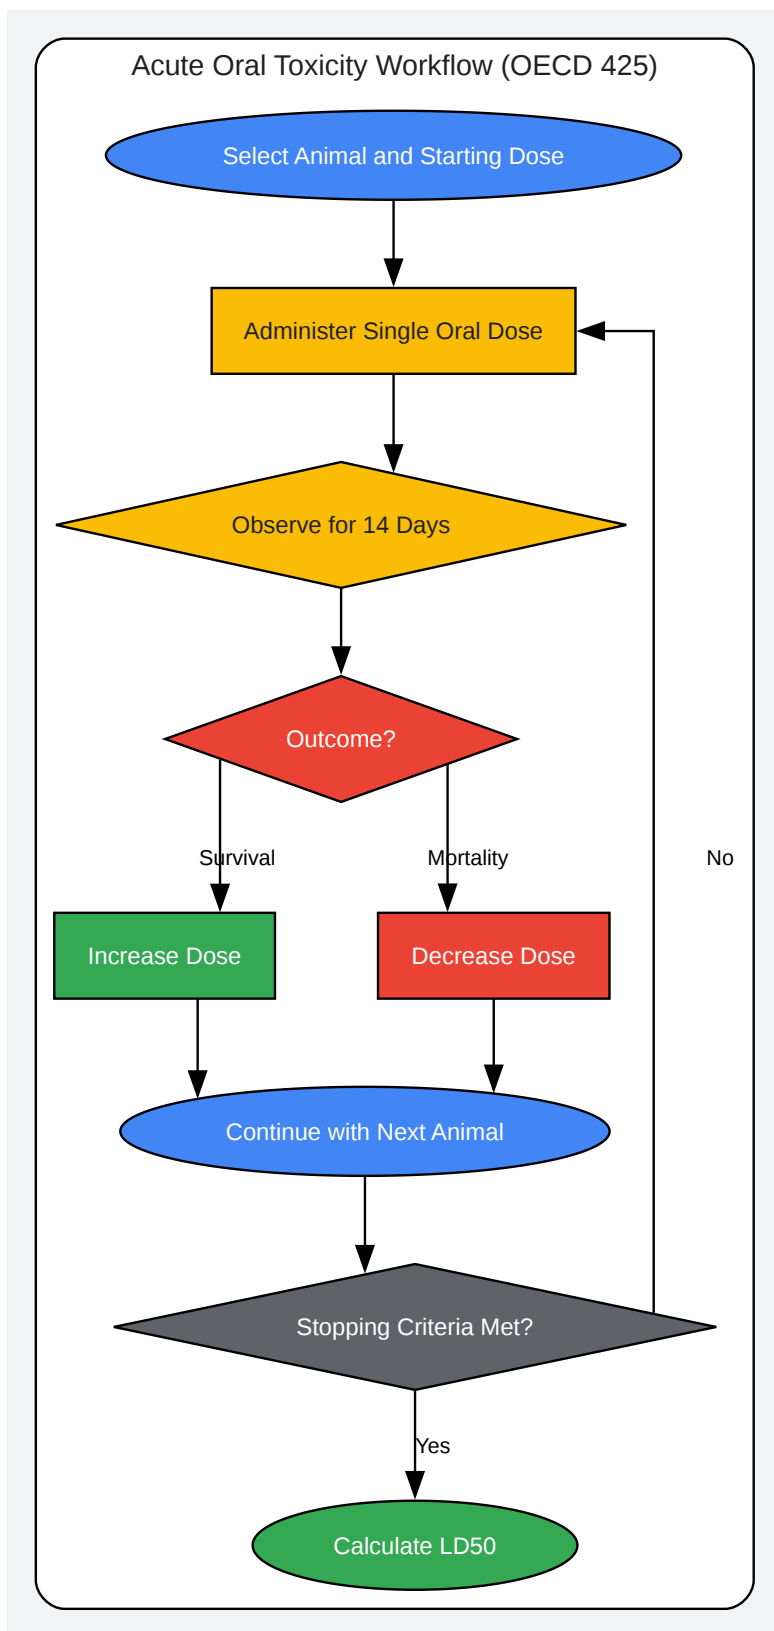 Acute Oral Toxicity Workflow (OECD 425)
Select Animal and Starting Dose
Administer Single Oral Dose
Observe for 14 Days
Outcome?
Survival
Mortality
No
Increase Dose
Decrease Dose
Continue with Next Animal
Stopping Criteria Met?
Yes
Calculate LD50